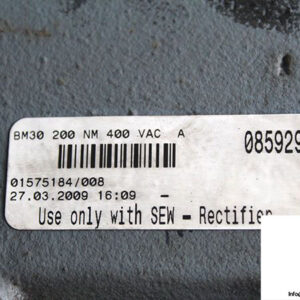 BM30 200 NM 400 VAC A
085929
01575184/008
27.03.2009 16:09 –
Use only with SEW – Rectifier